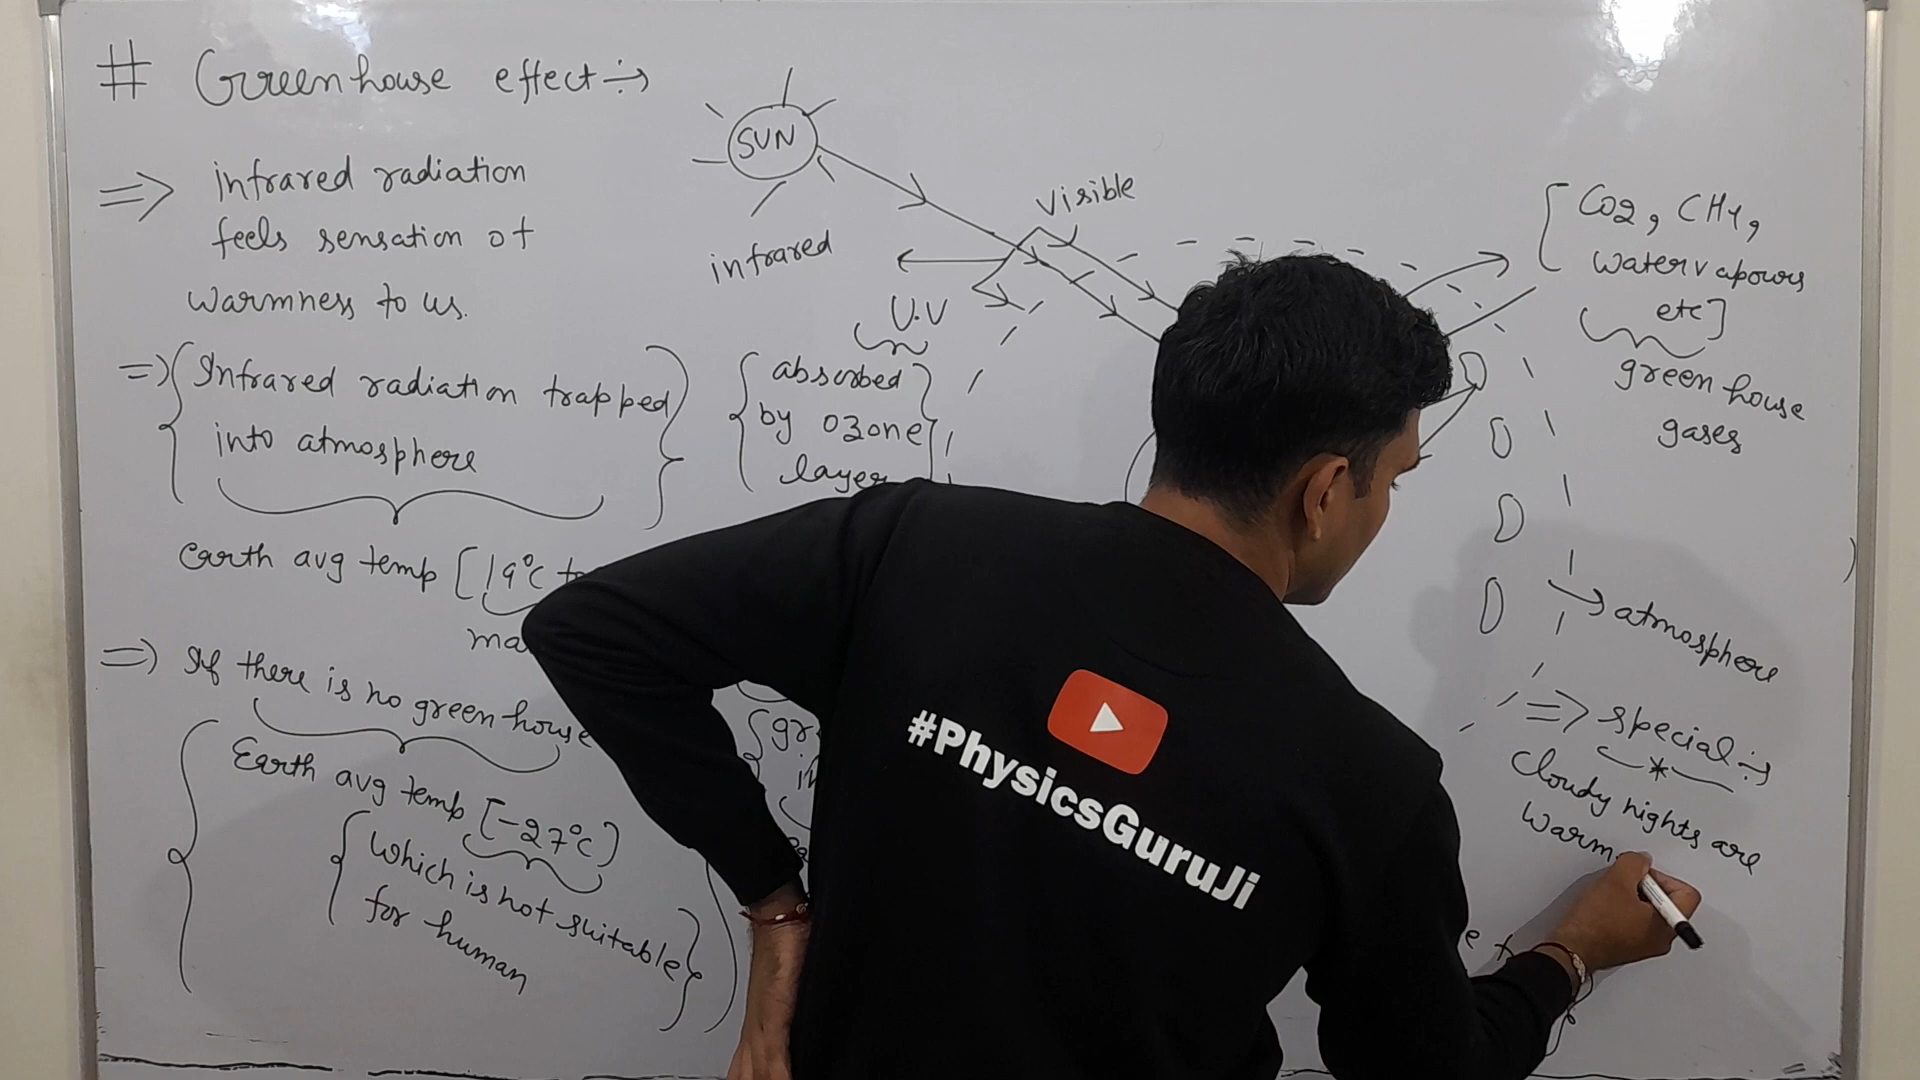 # Greenhouse effect÷→
⇒ infrared radiation
feels sensation of
warmness to us.
⇒ Infrared radiation trapped
into atmosphere
Earth avg temp [19°C
⇒ If there is no green house
Earth avg temp [-27°C]
which is not suitable
for human
SUN
visible
infrared
U.V
absorbed
by ozone
layer
CO2, CH4,
water vapours
etc]
green house
gases
→ atmosphere
⇒ special :→
*
cloudy nights are
warm
#PhysicsGuruJi